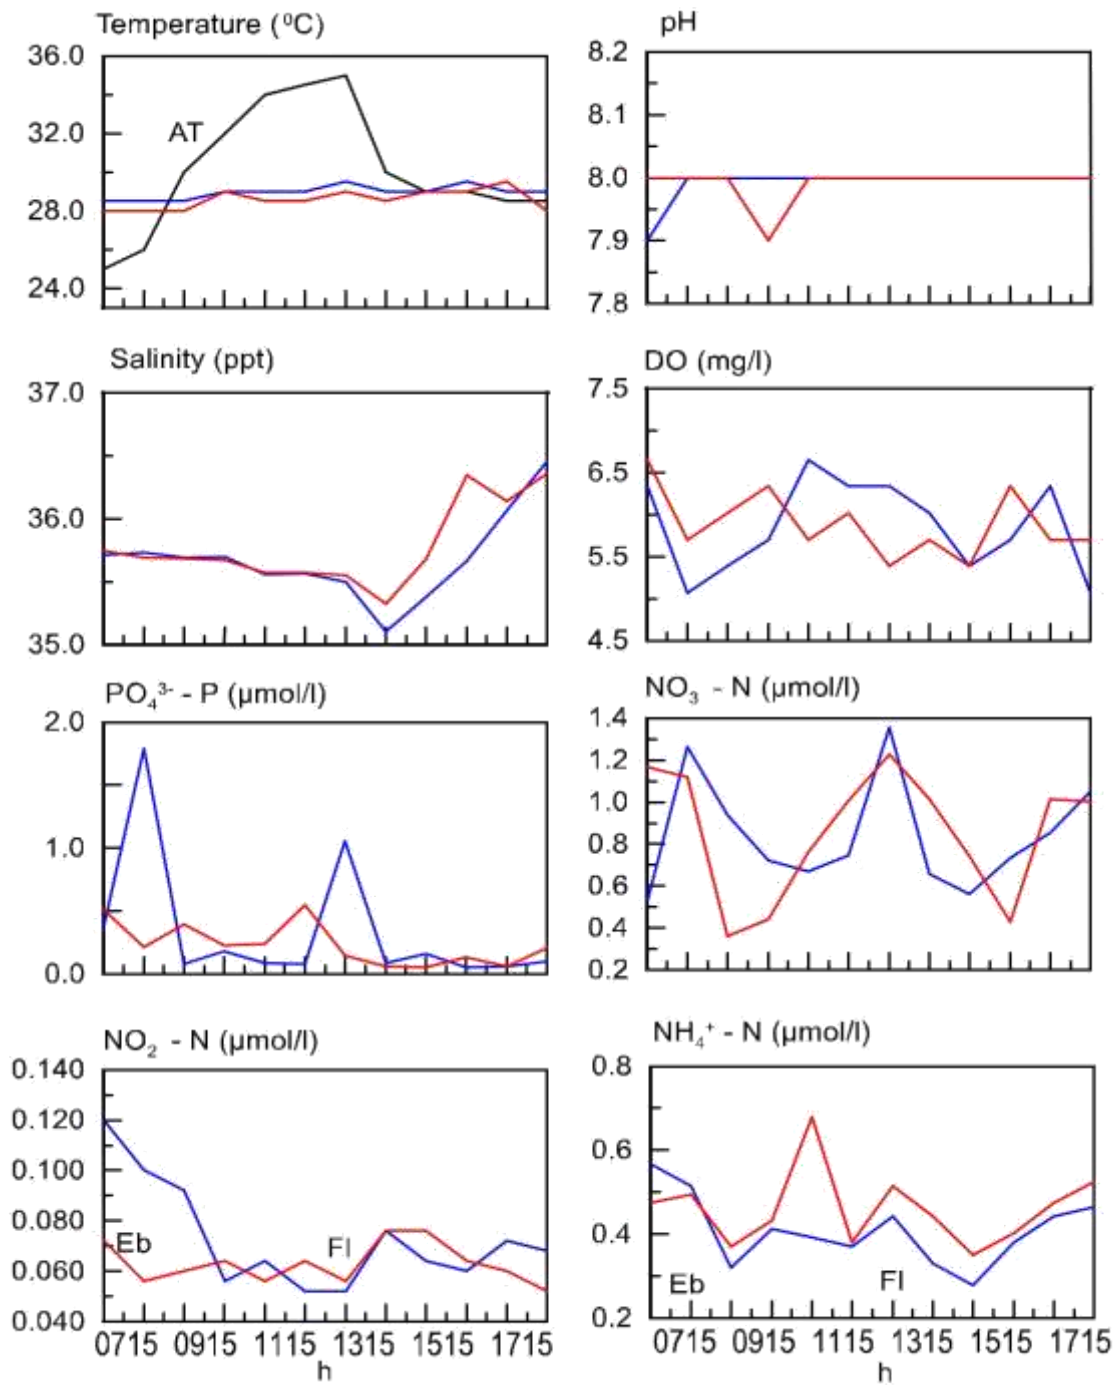 Temperature (⁰C)
36.0
32.0
28.0
24.0
AT
pH
8.2
8.1
8.0
7.9
7.8
Salinity (ppt)
37.0
36.0
35.0
DO (mg/l)
7.5
6.5
5.5
4.5
PO₄³⁻ - P (µmol/l)
2.0
1.0
0.0
NO₃ - N (µmol/l)
1.4
1.2
1.0
0.8
0.6
0.4
0.2
NO₂ - N (µmol/l)
0.140
0.120
0.100
0.080
0.060
0.040
Eb
Fl
0715 0915 1115 1315 1515 1715
h
NH₄⁺ - N (µmol/l)
0.8
0.6
0.4
0.2
Eb
Fl
0715 0915 1115 1315 1515 1715
h